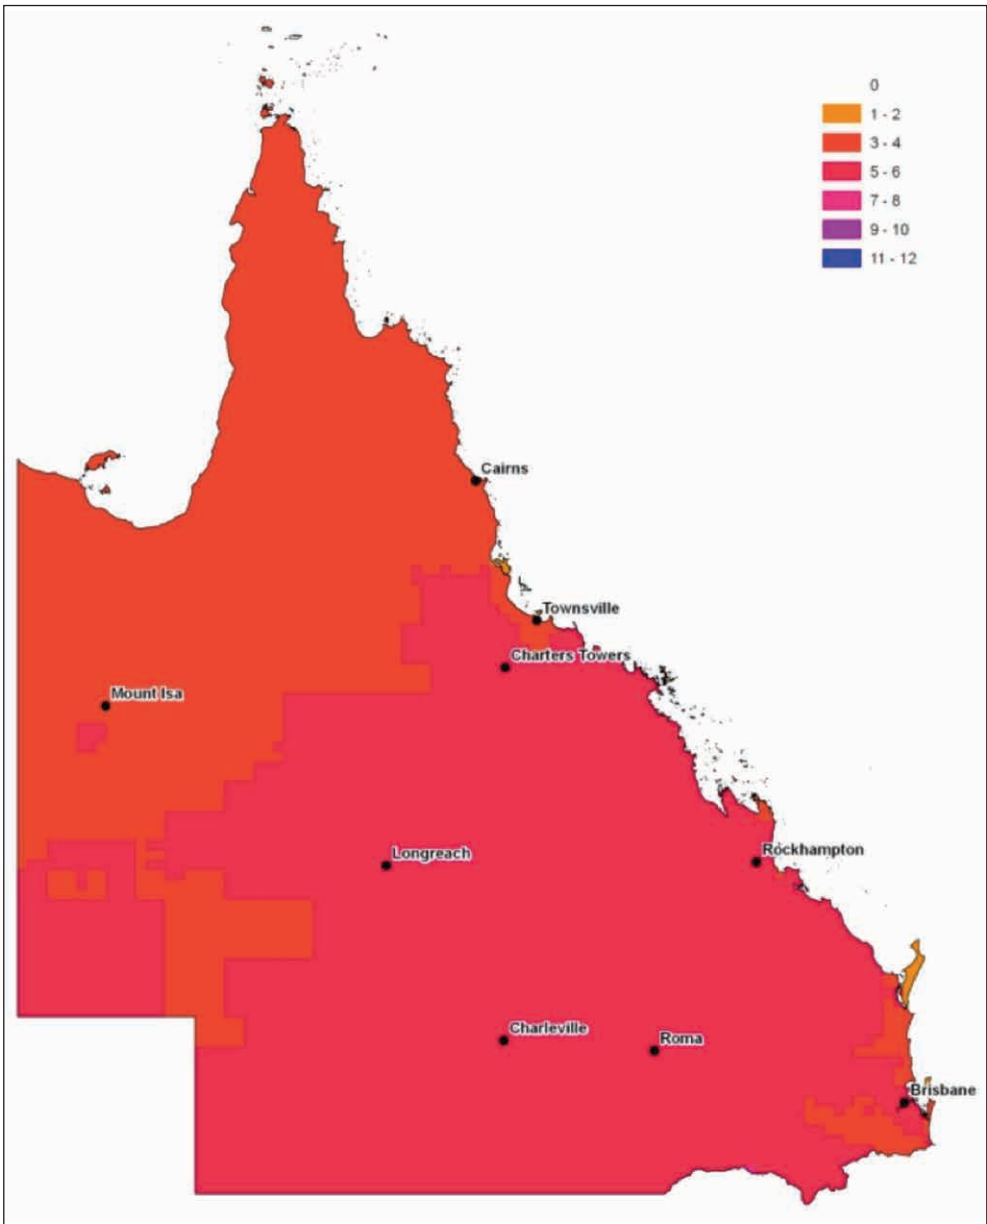 0
1 - 2
3 - 4
5 - 6
7 - 8
9 - 10
11 - 12
Cairns
Townsville
Charters Towers
Mount Isa
Longreach
Rockhampton
Charleville
Roma
Brisbane